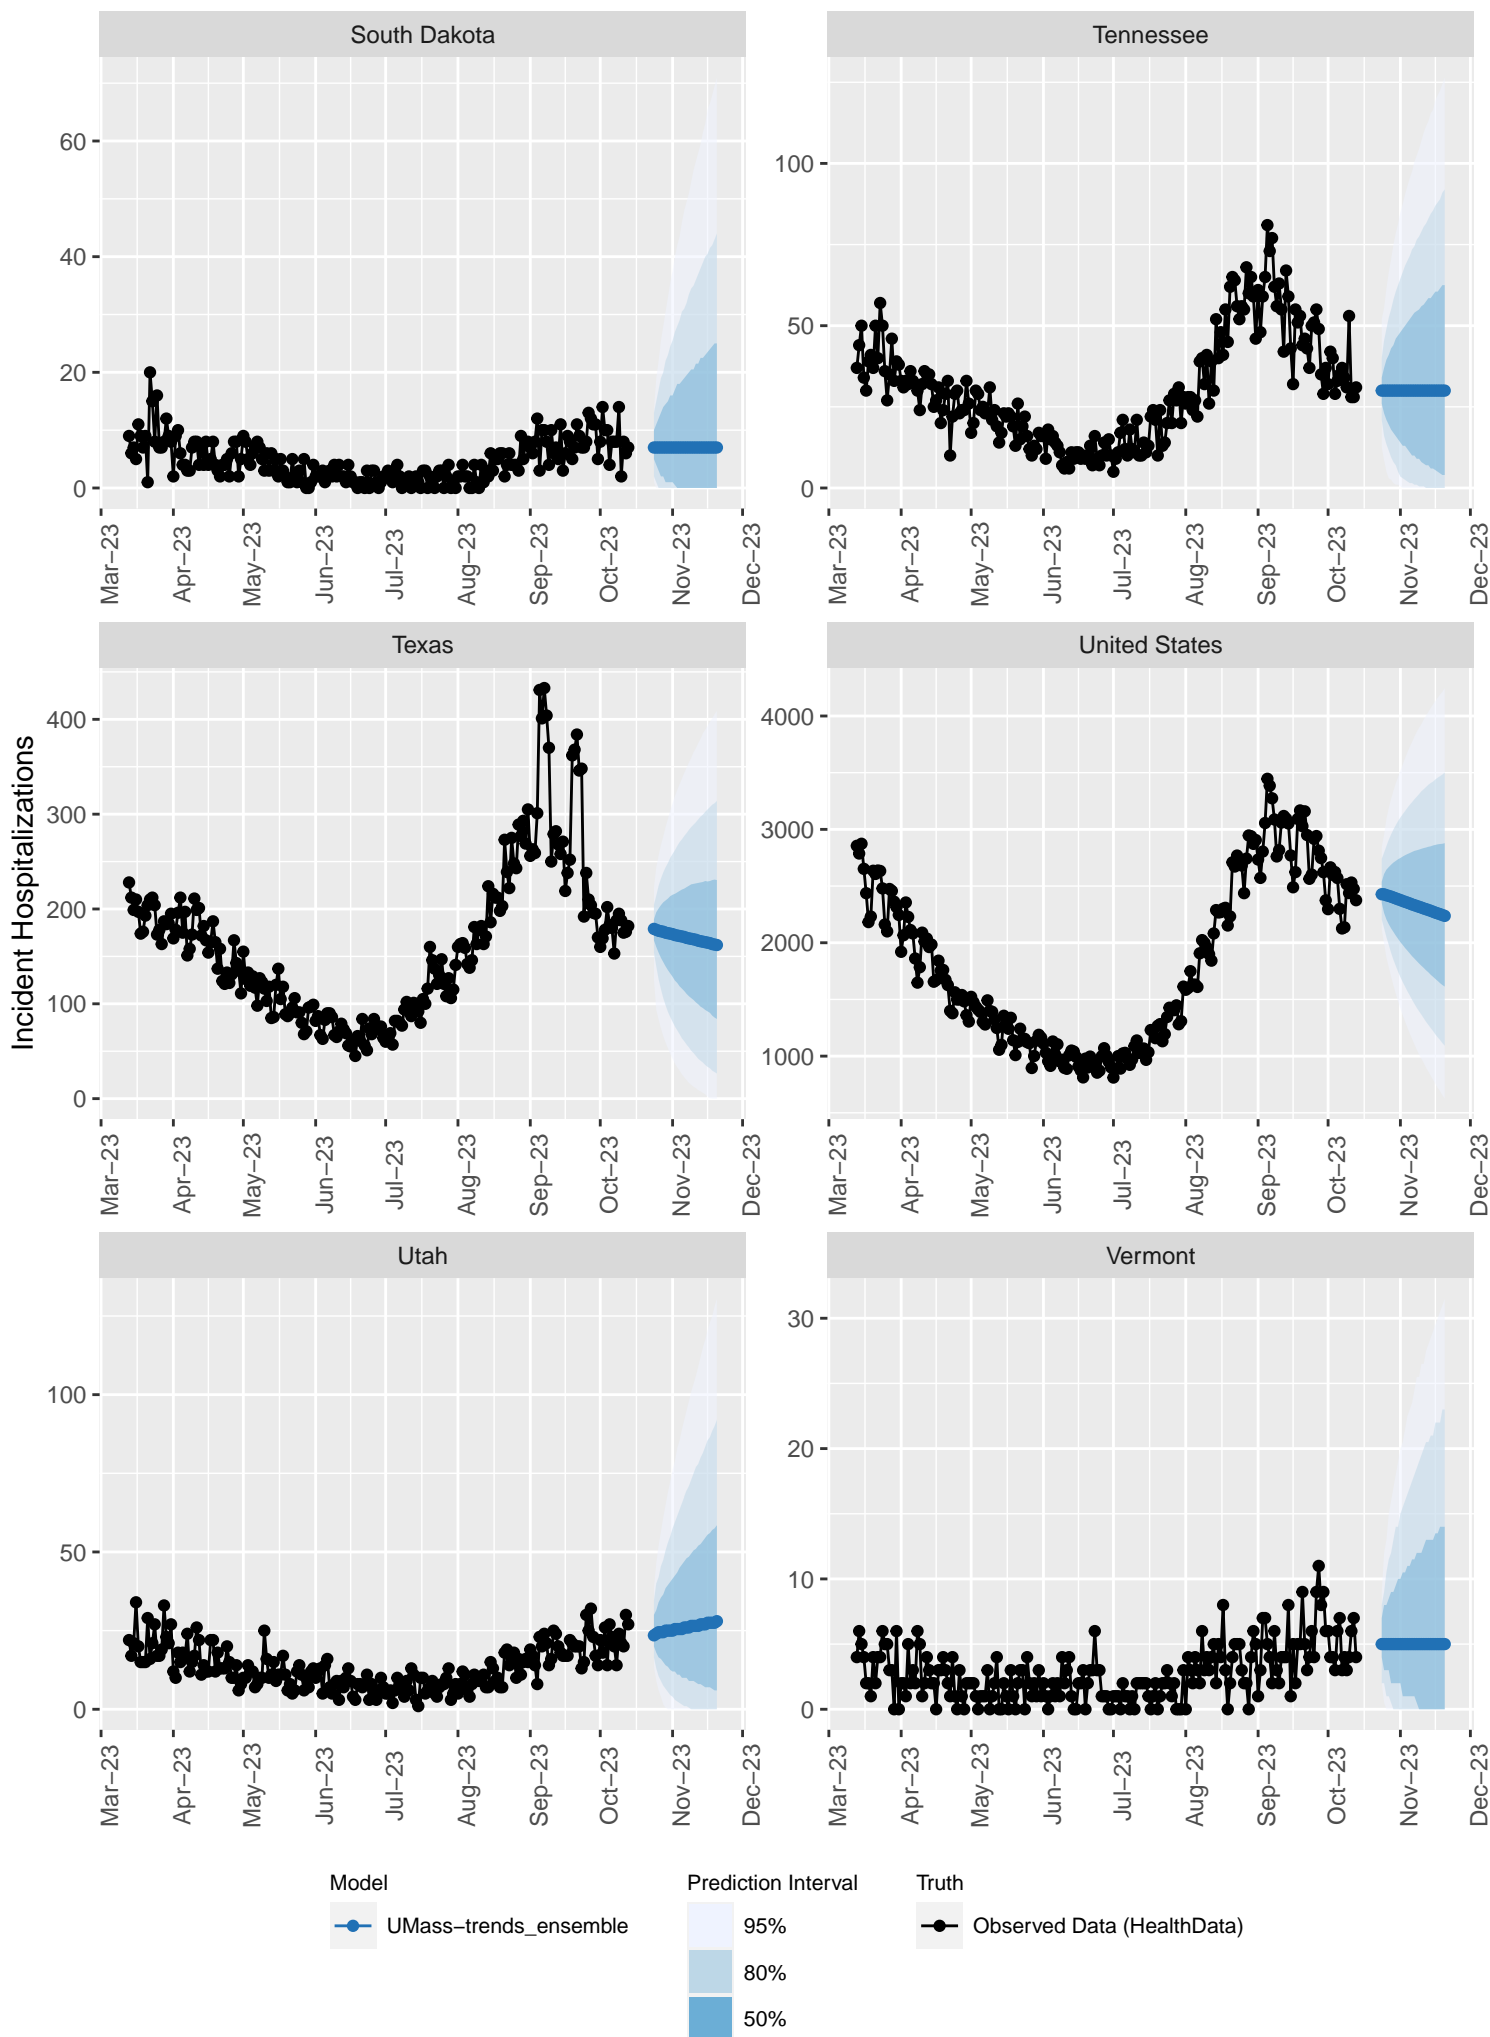 South Dakota
Tennessee
60
40
20
0
100
50
0
Mar−23
Apr−23
May−23
Jun−23
Jul−23
Aug−23
Sep−23
Oct−23
Nov−23
Dec−23
Mar−23
Apr−23
May−23
Jun−23
Jul−23
Aug−23
Sep−23
Oct−23
Nov−23
Dec−23
Incident Hospitalizations
Texas
United States
400
300
200
100
0
4000
3000
2000
1000
Mar−23
Apr−23
May−23
Jun−23
Jul−23
Aug−23
Sep−23
Oct−23
Nov−23
Dec−23
Mar−23
Apr−23
May−23
Jun−23
Jul−23
Aug−23
Sep−23
Oct−23
Nov−23
Dec−23
Utah
Vermont
100
50
0
30
20
10
0
Mar−23
Apr−23
May−23
Jun−23
Jul−23
Aug−23
Sep−23
Oct−23
Nov−23
Dec−23
Mar−23
Apr−23
May−23
Jun−23
Jul−23
Aug−23
Sep−23
Oct−23
Nov−23
Dec−23
Model
UMass−trends_ensemble
Prediction Interval
95%
80%
50%
Truth
Observed Data (HealthData)